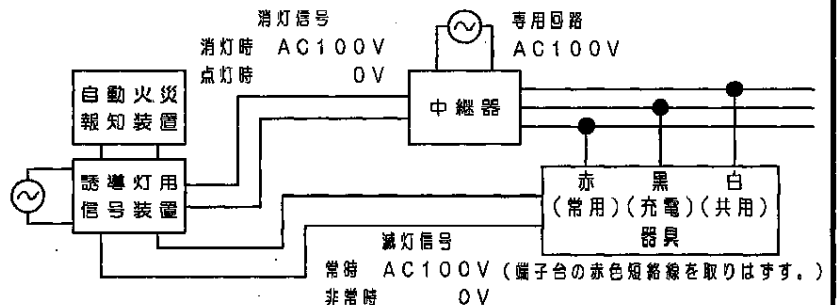 消灯信号
消灯時 AC100V
点灯時 0V
専用回路
AC100V
自動火災
報知装置
中継器
誘導灯用
信号装置
赤 黒 白
(常用)(充電)(共用)
器具
滅灯信号
常時 AC100V (端子台の赤色短絡線を取りはずす。)
非常時 0V